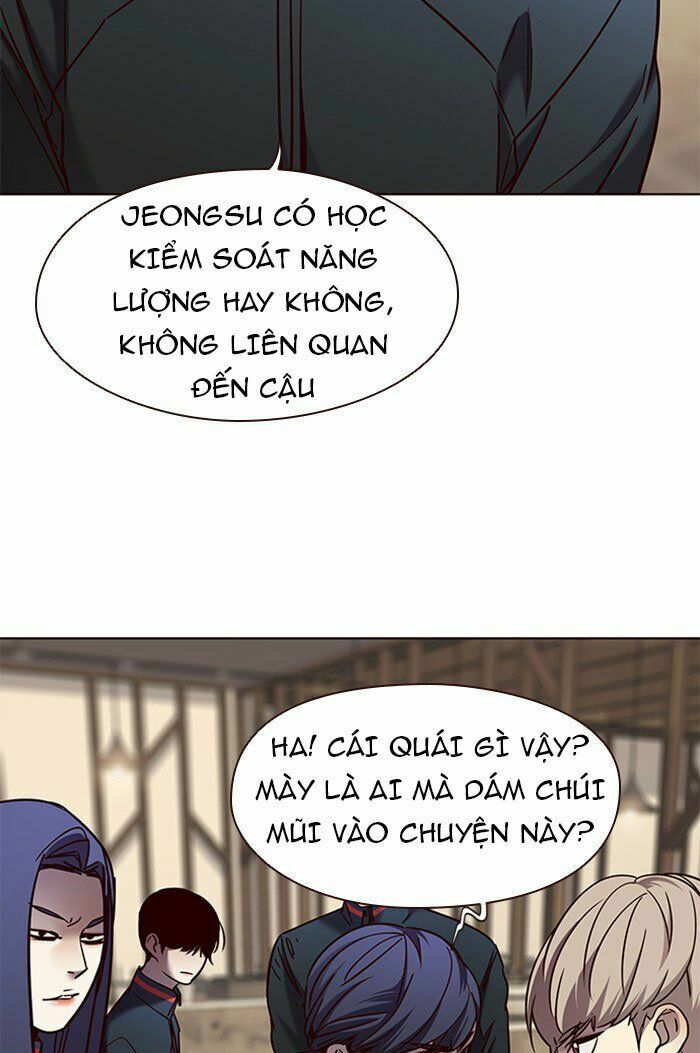 JEONGSU CÓ HỌC
KIỂM SOÁT NĂNG
LƯỢNG HAY KHÔNG,
KHÔNG LIÊN QUAN
ĐẾN CẬU
HA! CÁI QUÁI GÌ VẬY?
MÀY LÀ AI MÀ DÁM CHÚI
MŨI VÀO CHUYỆN NÀY?